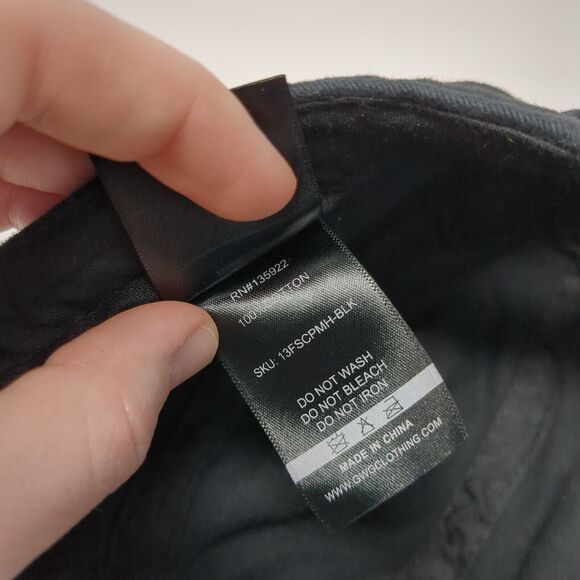 RN#135922
100% COTTON
SKU: 13FSCPMH-BLK
DO NOT WASH
DO NOT BLEACH
DO NOT IRON
MADE IN CHINA